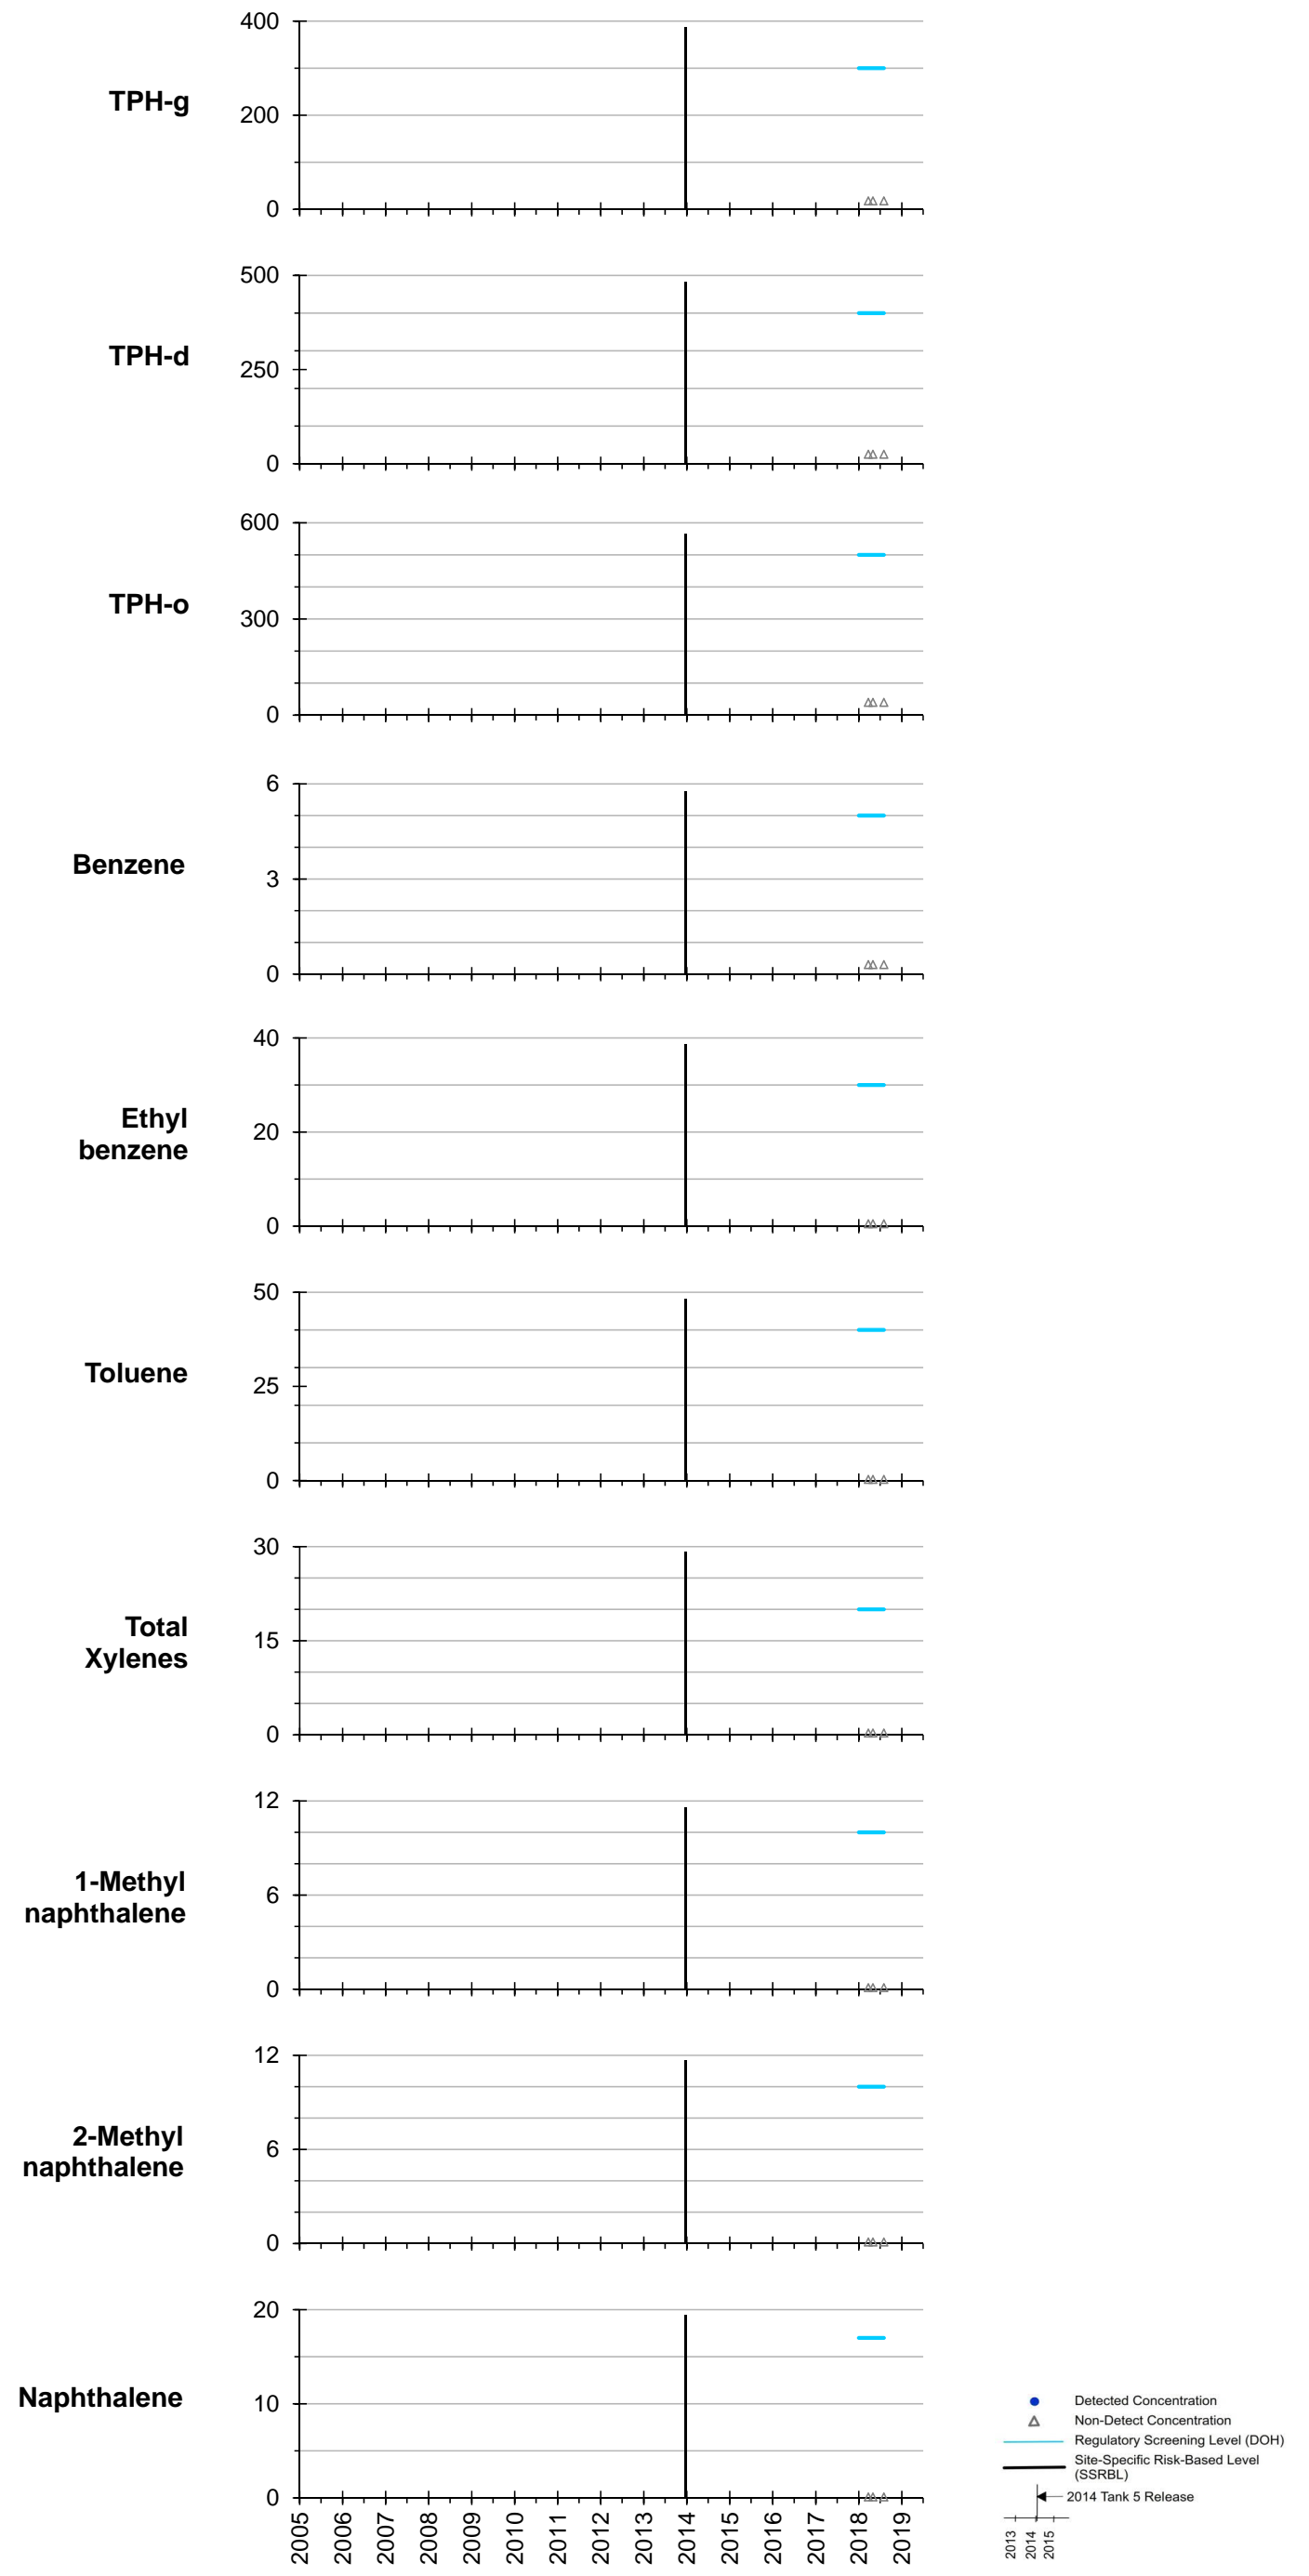 400
TPH-g
200
0
500
TPH-d
250
0
600
TPH-o
300
0
6
Benzene
3
0
40
Ethyl
benzene
20
0
50
Toluene
25
0
30
Total
Xylenes
15
0
12
1-Methyl
naphthalene
6
0
12
2-Methyl
naphthalene
6
0
20
Naphthalene
10
0
2005 2006 2007 2008 2009 2010 2011 2012 2013 2014 2015 2016 2017 2018 2019
Detected Concentration
Non-Detect Concentration
Regulatory Screening Level (DOH)
Site-Specific Risk-Based Level
(SSRBL)
2014 Tank 5 Release
2013 2014 2015